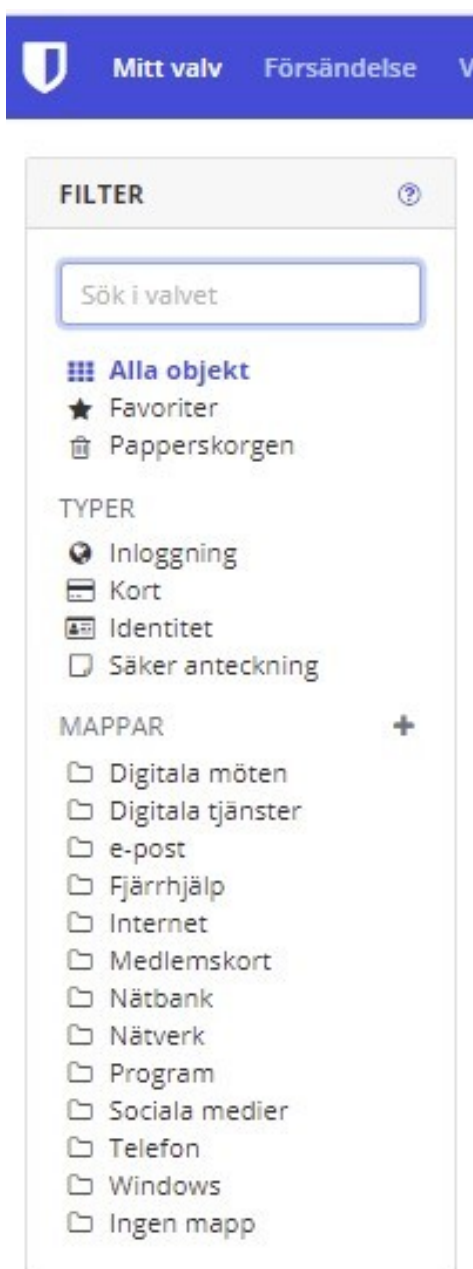 Mitt valv Försändelse V
FILTER
Sök i valvet
Alla objekt
Favoriter
Papperskorgen
TYPER
Inloggning
Kort
Identitet
Säker anteckning
MAPPAR
Digitala möten
Digitala tjänster
e-post
Fjärrhjälp
Internet
Medlemskort
Nätbank
Nätverk
Program
Sociala medier
Telefon
Windows
Ingen mapp